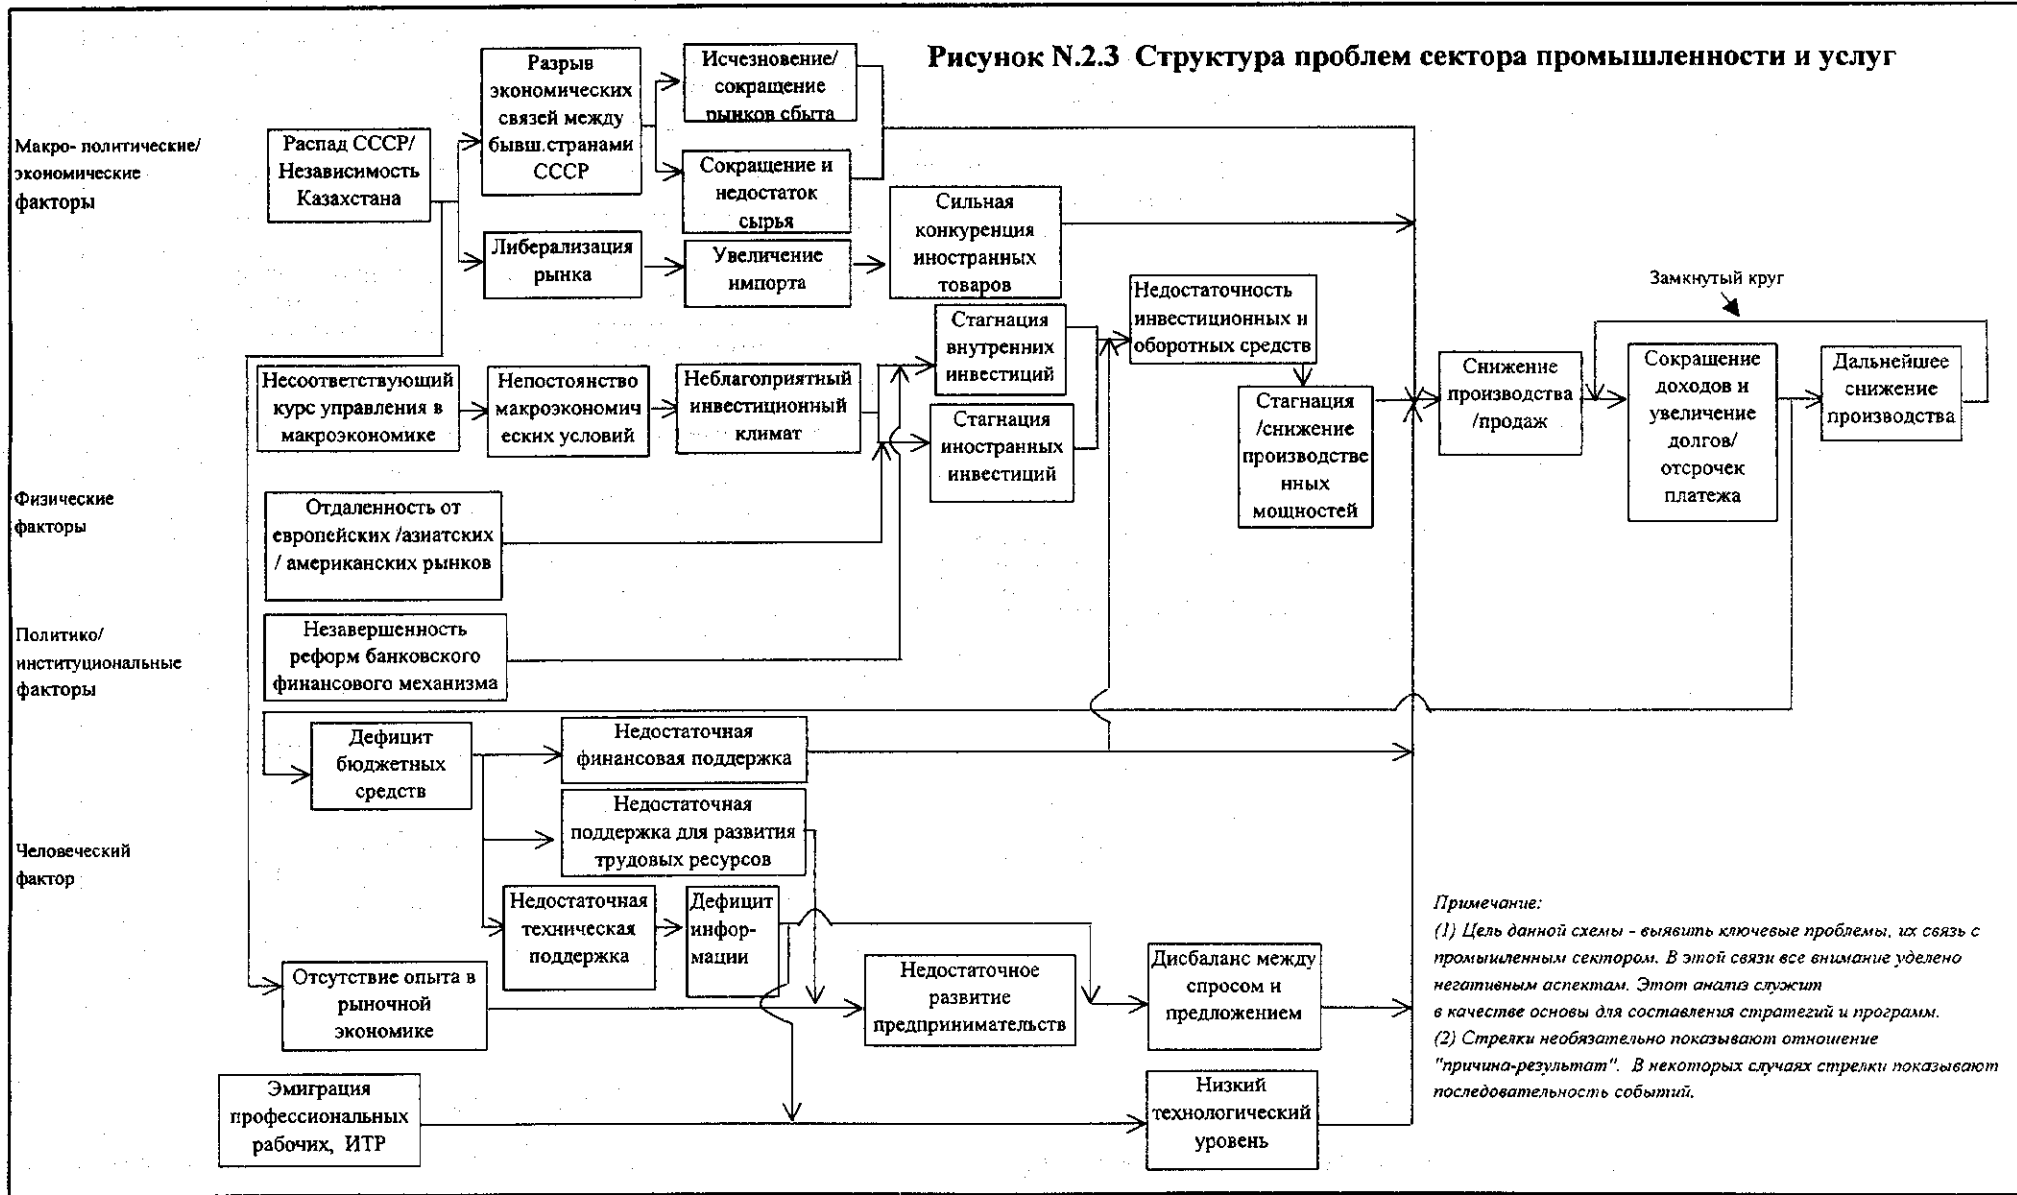 Рисунок N.2.3 Структура проблем сектора промышленности и услуг
Макро- политические/
экономические
факторы
Распад СССР/
Независимость
Казахстана
Разрыв
экономических
связей между
бывш.странами
СССР
Исчезновение/
сокращение
рынков сбыта
Сокращение и
недостаток
сырья
Либерализация
рынка
Увеличение
импорта
Сильная
конкуренция
иностранных
товаров
Несоответствующий
курс управления в
макроэкономике
Непостоянство
макроэкономич
еских условий
Неблагоприятный
инвестиционный
климат
Стагнация
внутренних
инвестиций
Стагнация
иностранных
инвестиций
Недостаточность
инвестиционных и
оборотных средств
Стагнация
/снижение
производстве
нных
мощностей
Снижение
производства
/продаж
Замкнутый круг
Сокрашение
доходов и
увеличение
долгов/
отсрочек
платежа
Дальнейшее
снижение
производства
Физические
факторы
Отдаленность от
европейских /азиатских
/ американских рынков
Политико/
институциональные
факторы
Незавершенность
реформ банковского
финансового механизма
Дефицит
бюджетных
средств
Недостаточная
финансовая поддержка
Недостаточная
поддержка для развития
трудовых ресурсов
Человеческий
фактор
Недостаточная
техническая
поддержка
Дефицит
инфор-
мации
Отсутствие опыта в
рыночной
экономике
Недостаточное
развитие
предпринимательств
Дисбаланс между
спросом и
предложением
Эмиграция
профессиональных
рабочих, ИТР
Низкий
технологический
уровень
Примечание:
(1) Цель данной схемы - выявить ключевые проблемы, их связь с
промышленным сектором. В этой связи все внимание уделено
негативным аспектам. Этот анализ служит
в качестве основы для составления стратегий и программ.
(2) Стрелки необязательно показывают отношение
"причина-результат". В некоторых случаях стрелки показывают
последовательность событий.